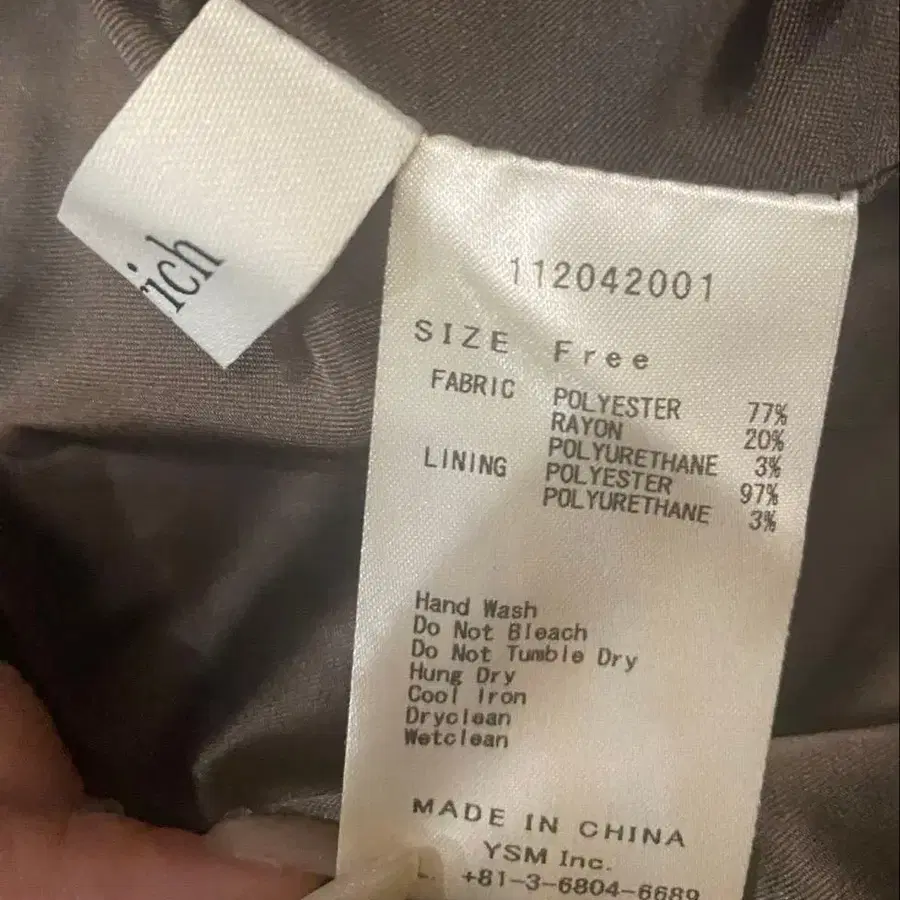 rich
112042001
SIZE Free
FABRIC POLYESTER 77%
RAYON 20%
POLYURETHANE 3%
LINING POLYESTER 97%
POLYURETHANE 3%
Hand Wash
Do Not Bleach
Do Not Tumble Dry
Hung Dry
Cool Iron
Dryclean
Wetclean
MADE IN CHINA
YSM Inc.
L. +81-3-6804-6689